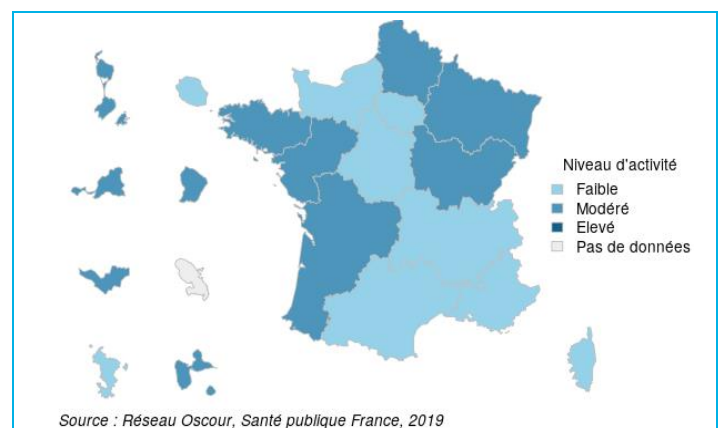 Niveau d'activité
Faible
Modéré
Elevé
Pas de données
Source : Réseau Oscour, Santé publique France, 2019